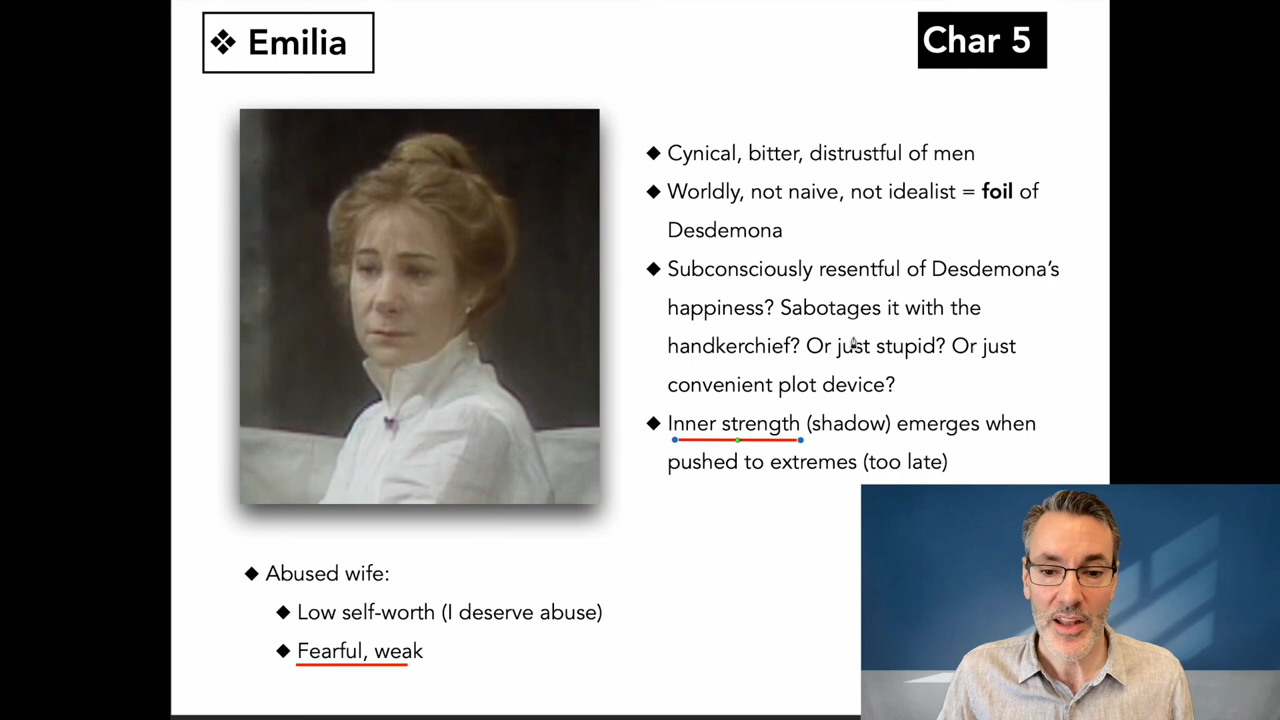 ❖ Emilia
Char 5
◆ Cynical, bitter, distrustful of men
◆ Worldly, not naive, not idealist = foil of
Desdemona
◆ Subconsciously resentful of Desdemona’s
happiness? Sabotages it with the
handkerchief? Or just stupid? Or just
convenient plot device?
◆ Inner strength (shadow) emerges when
pushed to extremes (too late)
◆ Abused wife:
◆ Low self-worth (I deserve abuse)
◆ Fearful, weak